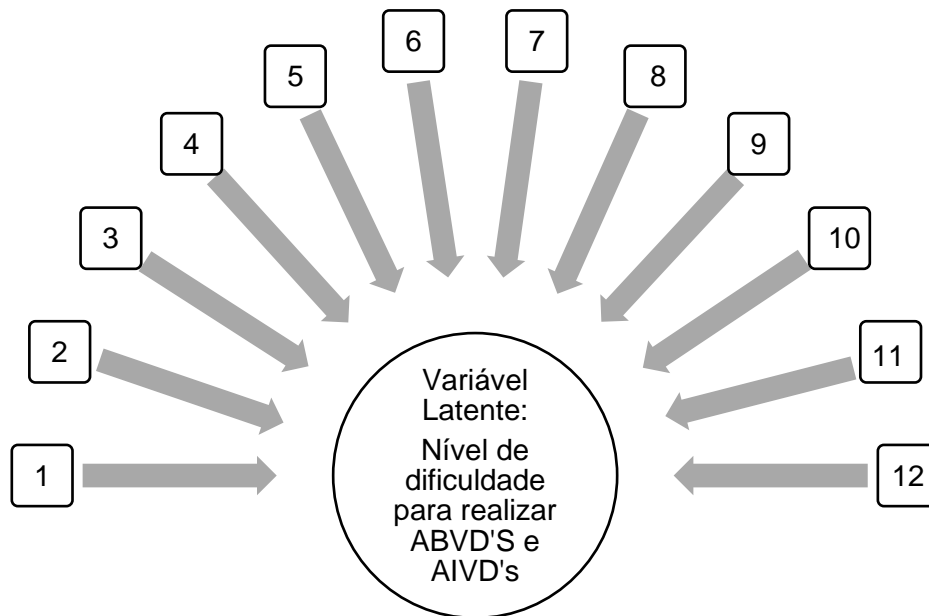 1
2
3
4
5
6
7
8
9
10
11
12
Variável
Latente:
Nível de
dificuldade
para realizar
ABVD'S e
AIVD's